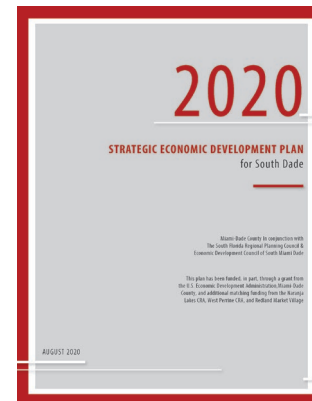 2020
STRATEGIC ECONOMIC DEVELOPMENT PLAN
for South Dade
Miami-Dade County in conjunction with
The South Florida Regional Planning Council &
Economic Development Council of South Miami Dade
This plan has been funded, in part, through a grant from
the U.S. Economic Development Administration, Miami-Dade
County, and additional matching funding from the Naranja
Lakes CRA, West Perrine CRA, and Redland Market Village
AUGUST 2020